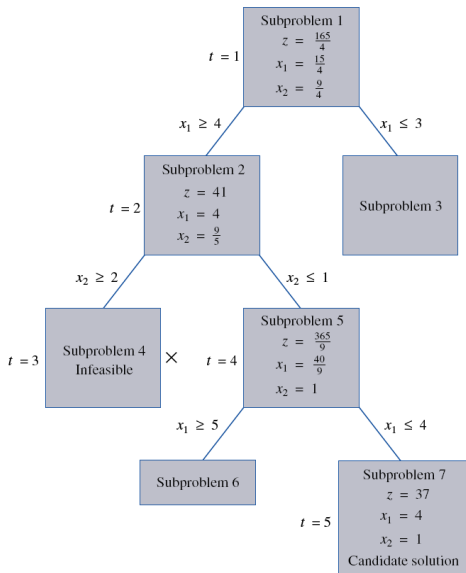 Subproblem 1
z = 165/4
t = 1
x₁ = 15/4
x₂ = 9/4
x₁ ≥ 4
x₁ ≤ 3
Subproblem 2
z = 41
t = 2
x₁ = 4
x₂ = 9/5
Subproblem 3
x₂ ≥ 2
x₂ ≤ 1
t = 3
Subproblem 4
Infeasible
×
t = 4
Subproblem 5
z = 365/9
x₁ = 40/9
x₂ = 1
x₁ ≥ 5
x₁ ≤ 4
Subproblem 6
t = 5
Subproblem 7
z = 37
x₁ = 4
x₂ = 1
Candidate solution